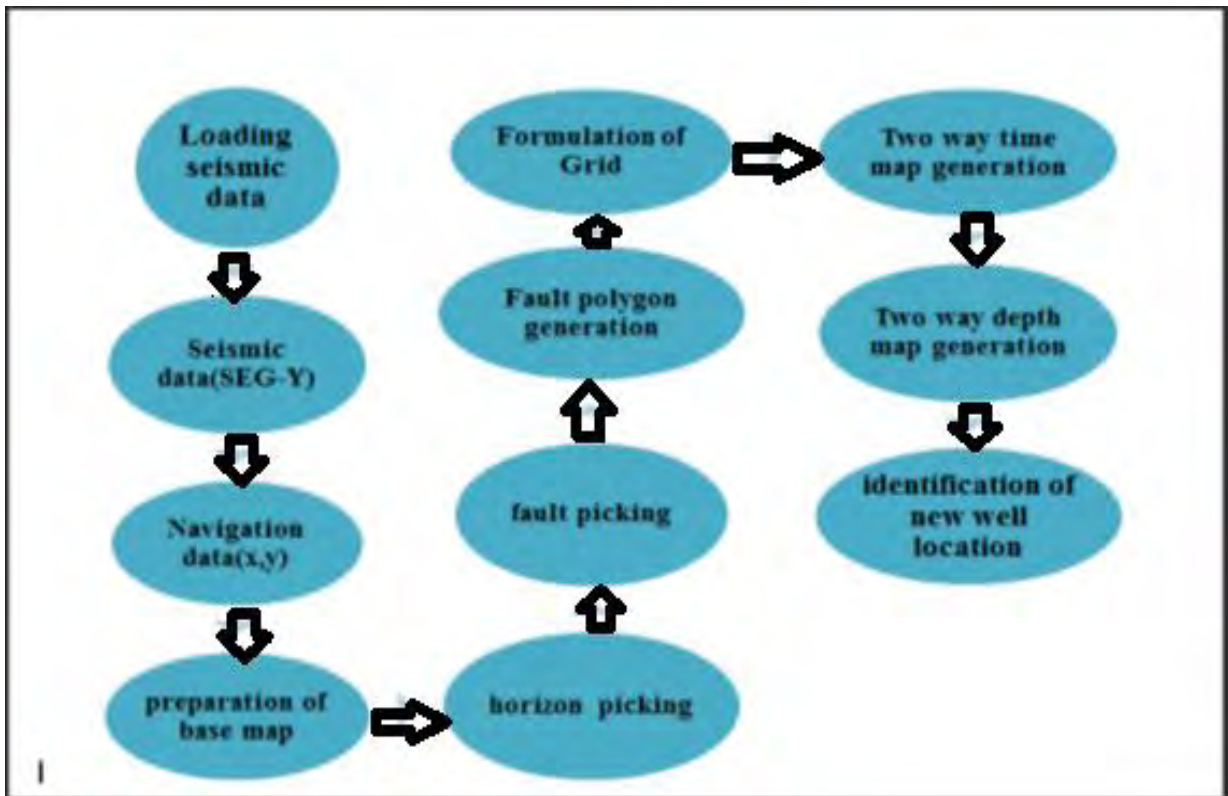 Loading
seismic
data
Seismic
data(SEG-Y)
Navigation
data(x,y)
preparation of
base map
horizon picking
fault picking
Fault polygon
generation
Formulation of
Grid
Two way time
map generation
Two way depth
map generation
identification of
new well
location